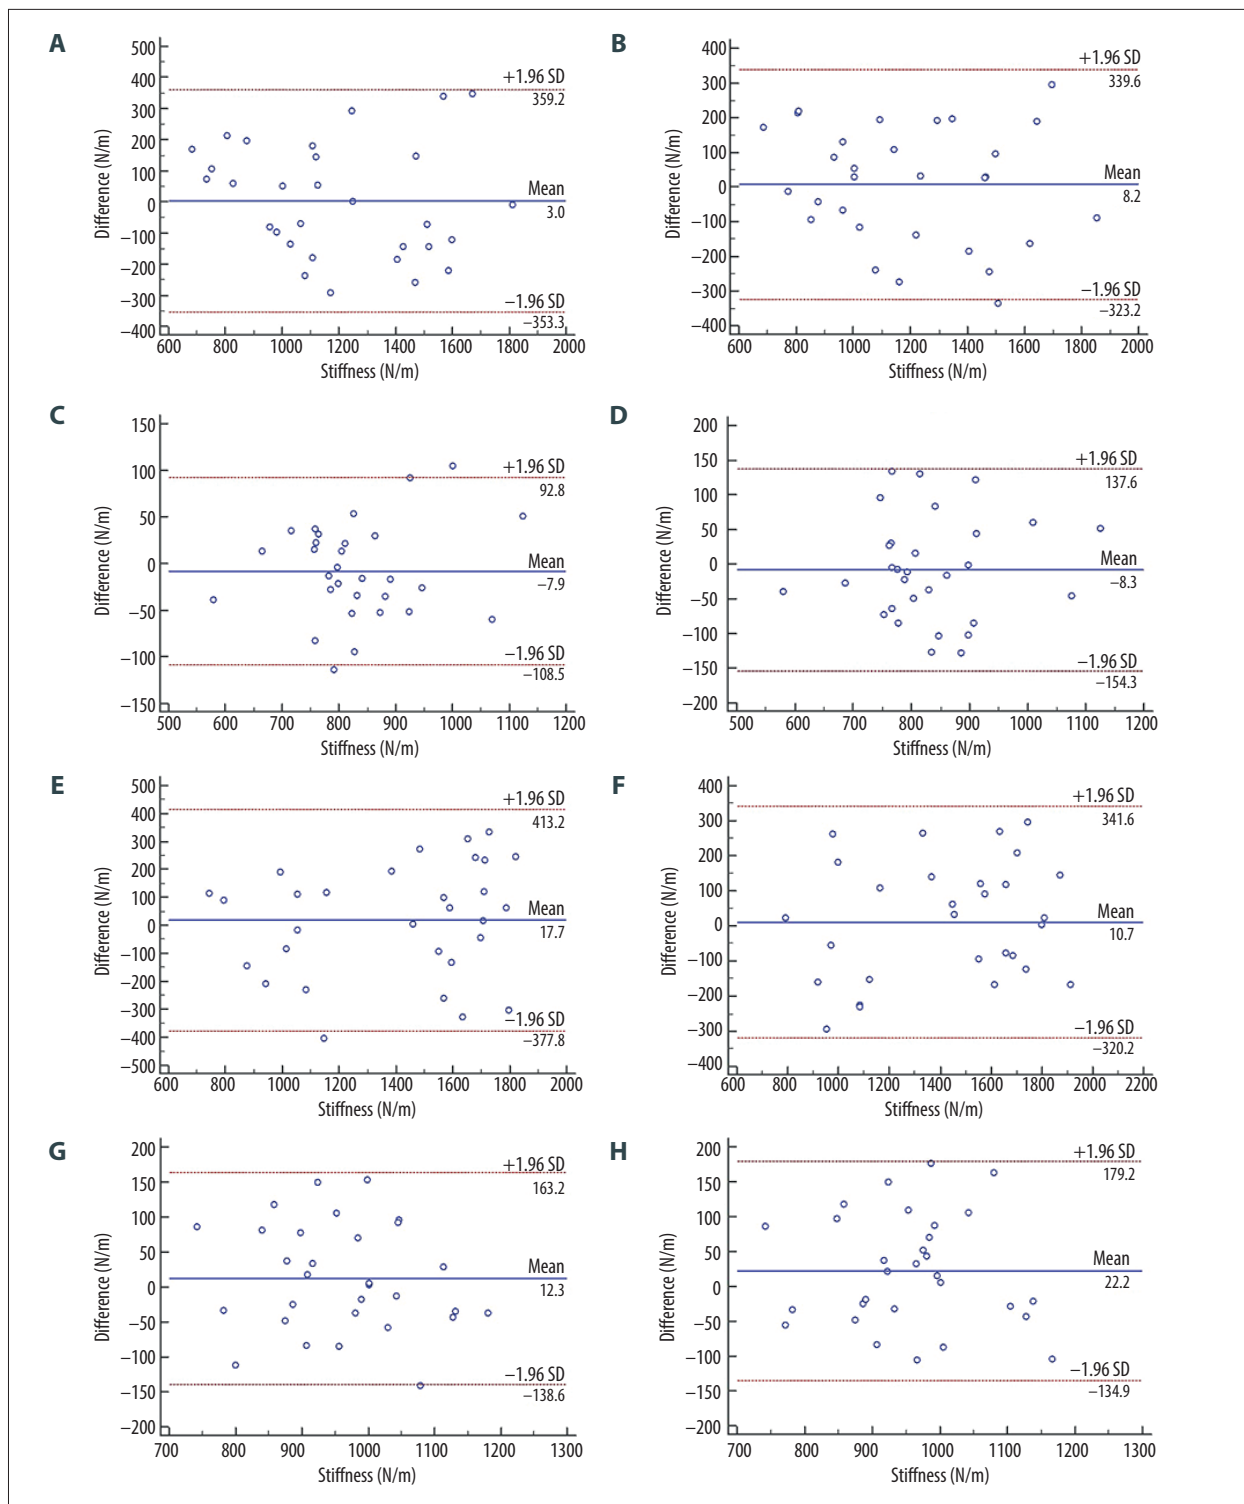 A
500
400
300
200
100
0
−100
−200
−300
−400
Difference (N/m)
+1.96 SD
359.2
Mean
3.0
−1.96 SD
−353.3
600 800 1000 1200 1400 1600 1800 2000
Stiffness (N/m)
B
400
300
200
100
0
−100
−200
−300
−400
Difference (N/m)
+1.96 SD
339.6
Mean
8.2
−1.96 SD
−323.2
600 800 1000 1200 1400 1600 1800 2000
Stiffness (N/m)
C
150
100
50
0
−50
−100
−150
Difference (N/m)
+1.96 SD
92.8
Mean
−7.9
−1.96 SD
−108.5
500 600 700 800 900 1000 1100 1200
Stiffness (N/m)
D
200
150
100
50
0
−50
−100
−150
−200
Difference (N/m)
+1.96 SD
137.6
Mean
−8.3
−1.96 SD
−154.3
500 600 700 800 900 1000 1100 1200
Stiffness (N/m)
E
500
400
300
200
100
0
−100
−200
−300
−400
−500
Difference (N/m)
+1.96 SD
413.2
Mean
17.7
−1.96 SD
−377.8
600 800 1000 1200 1400 1600 1800 2000
Stiffness (N/m)
F
400
300
200
100
0
−100
−200
−300
−400
Difference (N/m)
+1.96 SD
341.6
Mean
10.7
−1.96 SD
−320.2
600 800 1000 1200 1400 1600 1800 2000 2200
Stiffness (N/m)
G
200
150
100
50
0
−50
−100
−150
−200
Difference (N/m)
+1.96 SD
163.2
Mean
12.3
−1.96 SD
−138.6
700 800 900 1000 1100 1200 1300
Stiffness (N/m)
H
200
150
100
50
0
−50
−100
−150
−200
Difference (N/m)
+1.96 SD
179.2
Mean
22.2
−1.96 SD
−134.9
700 800 900 1000 1100 1200 1300
Stiffness (N/m)